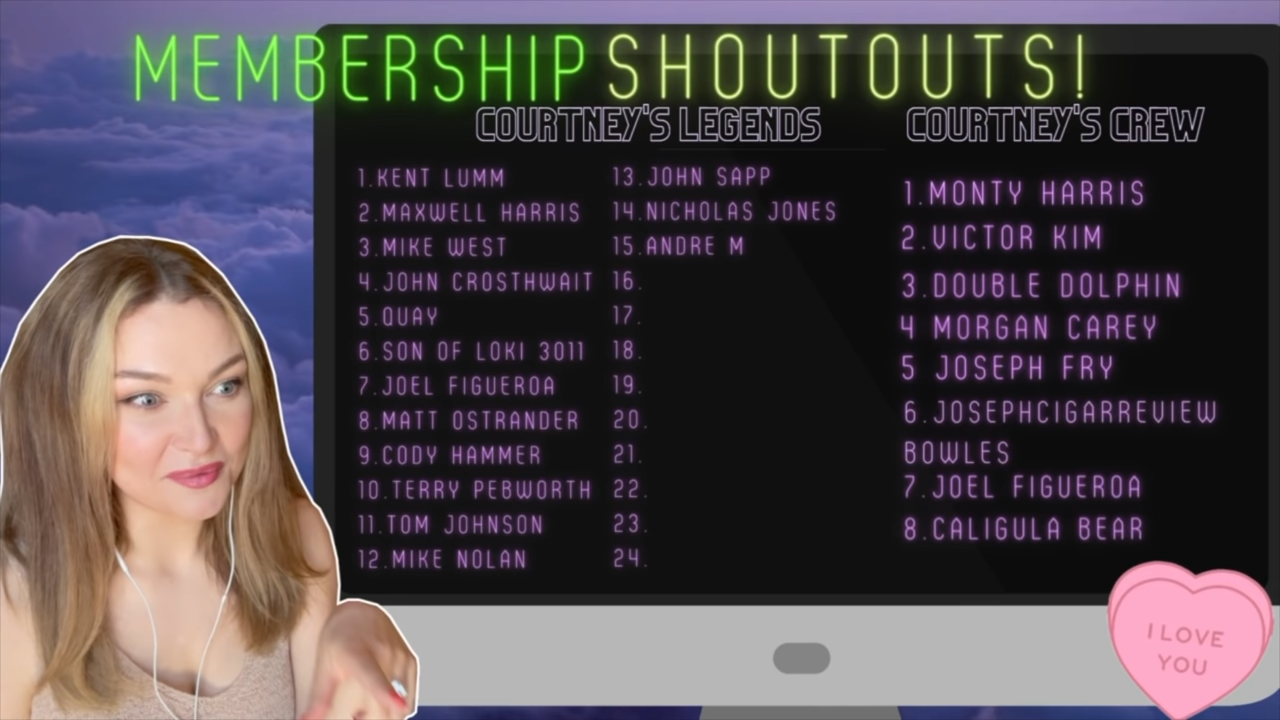 MEMBERSHIP SHOUTOUTS!
COURTNEY'S LEGENDS
1.KENT LUMM
2.MAXWELL HARRIS
3.MIKE WEST
4.JOHN CROSTHWAIT
5.QUAY
6.SON OF LOKI 3011
7.JOEL FIGUEROA
8.MATT OSTRANDER
9.CODY HAMMER
10.TERRY PEBWORTH
11.TOM JOHNSON
12.MIKE NOLAN
13.JOHN SAPP
14.NICHOLAS JONES
15.ANDRE M
16.
17.
18.
19.
20.
21.
22.
23.
24.
COURTNEY'S CREW
1.MONTY HARRIS
2.VICTOR KIM
3.DOUBLE DOLPHIN
4 MORGAN CAREY
5 JOSEPH FRY
6.JOSEPHCIGARREVIEW
BOWLES
7.JOEL FIGUEROA
8.CALIGULA BEAR
I LOVE
YOU